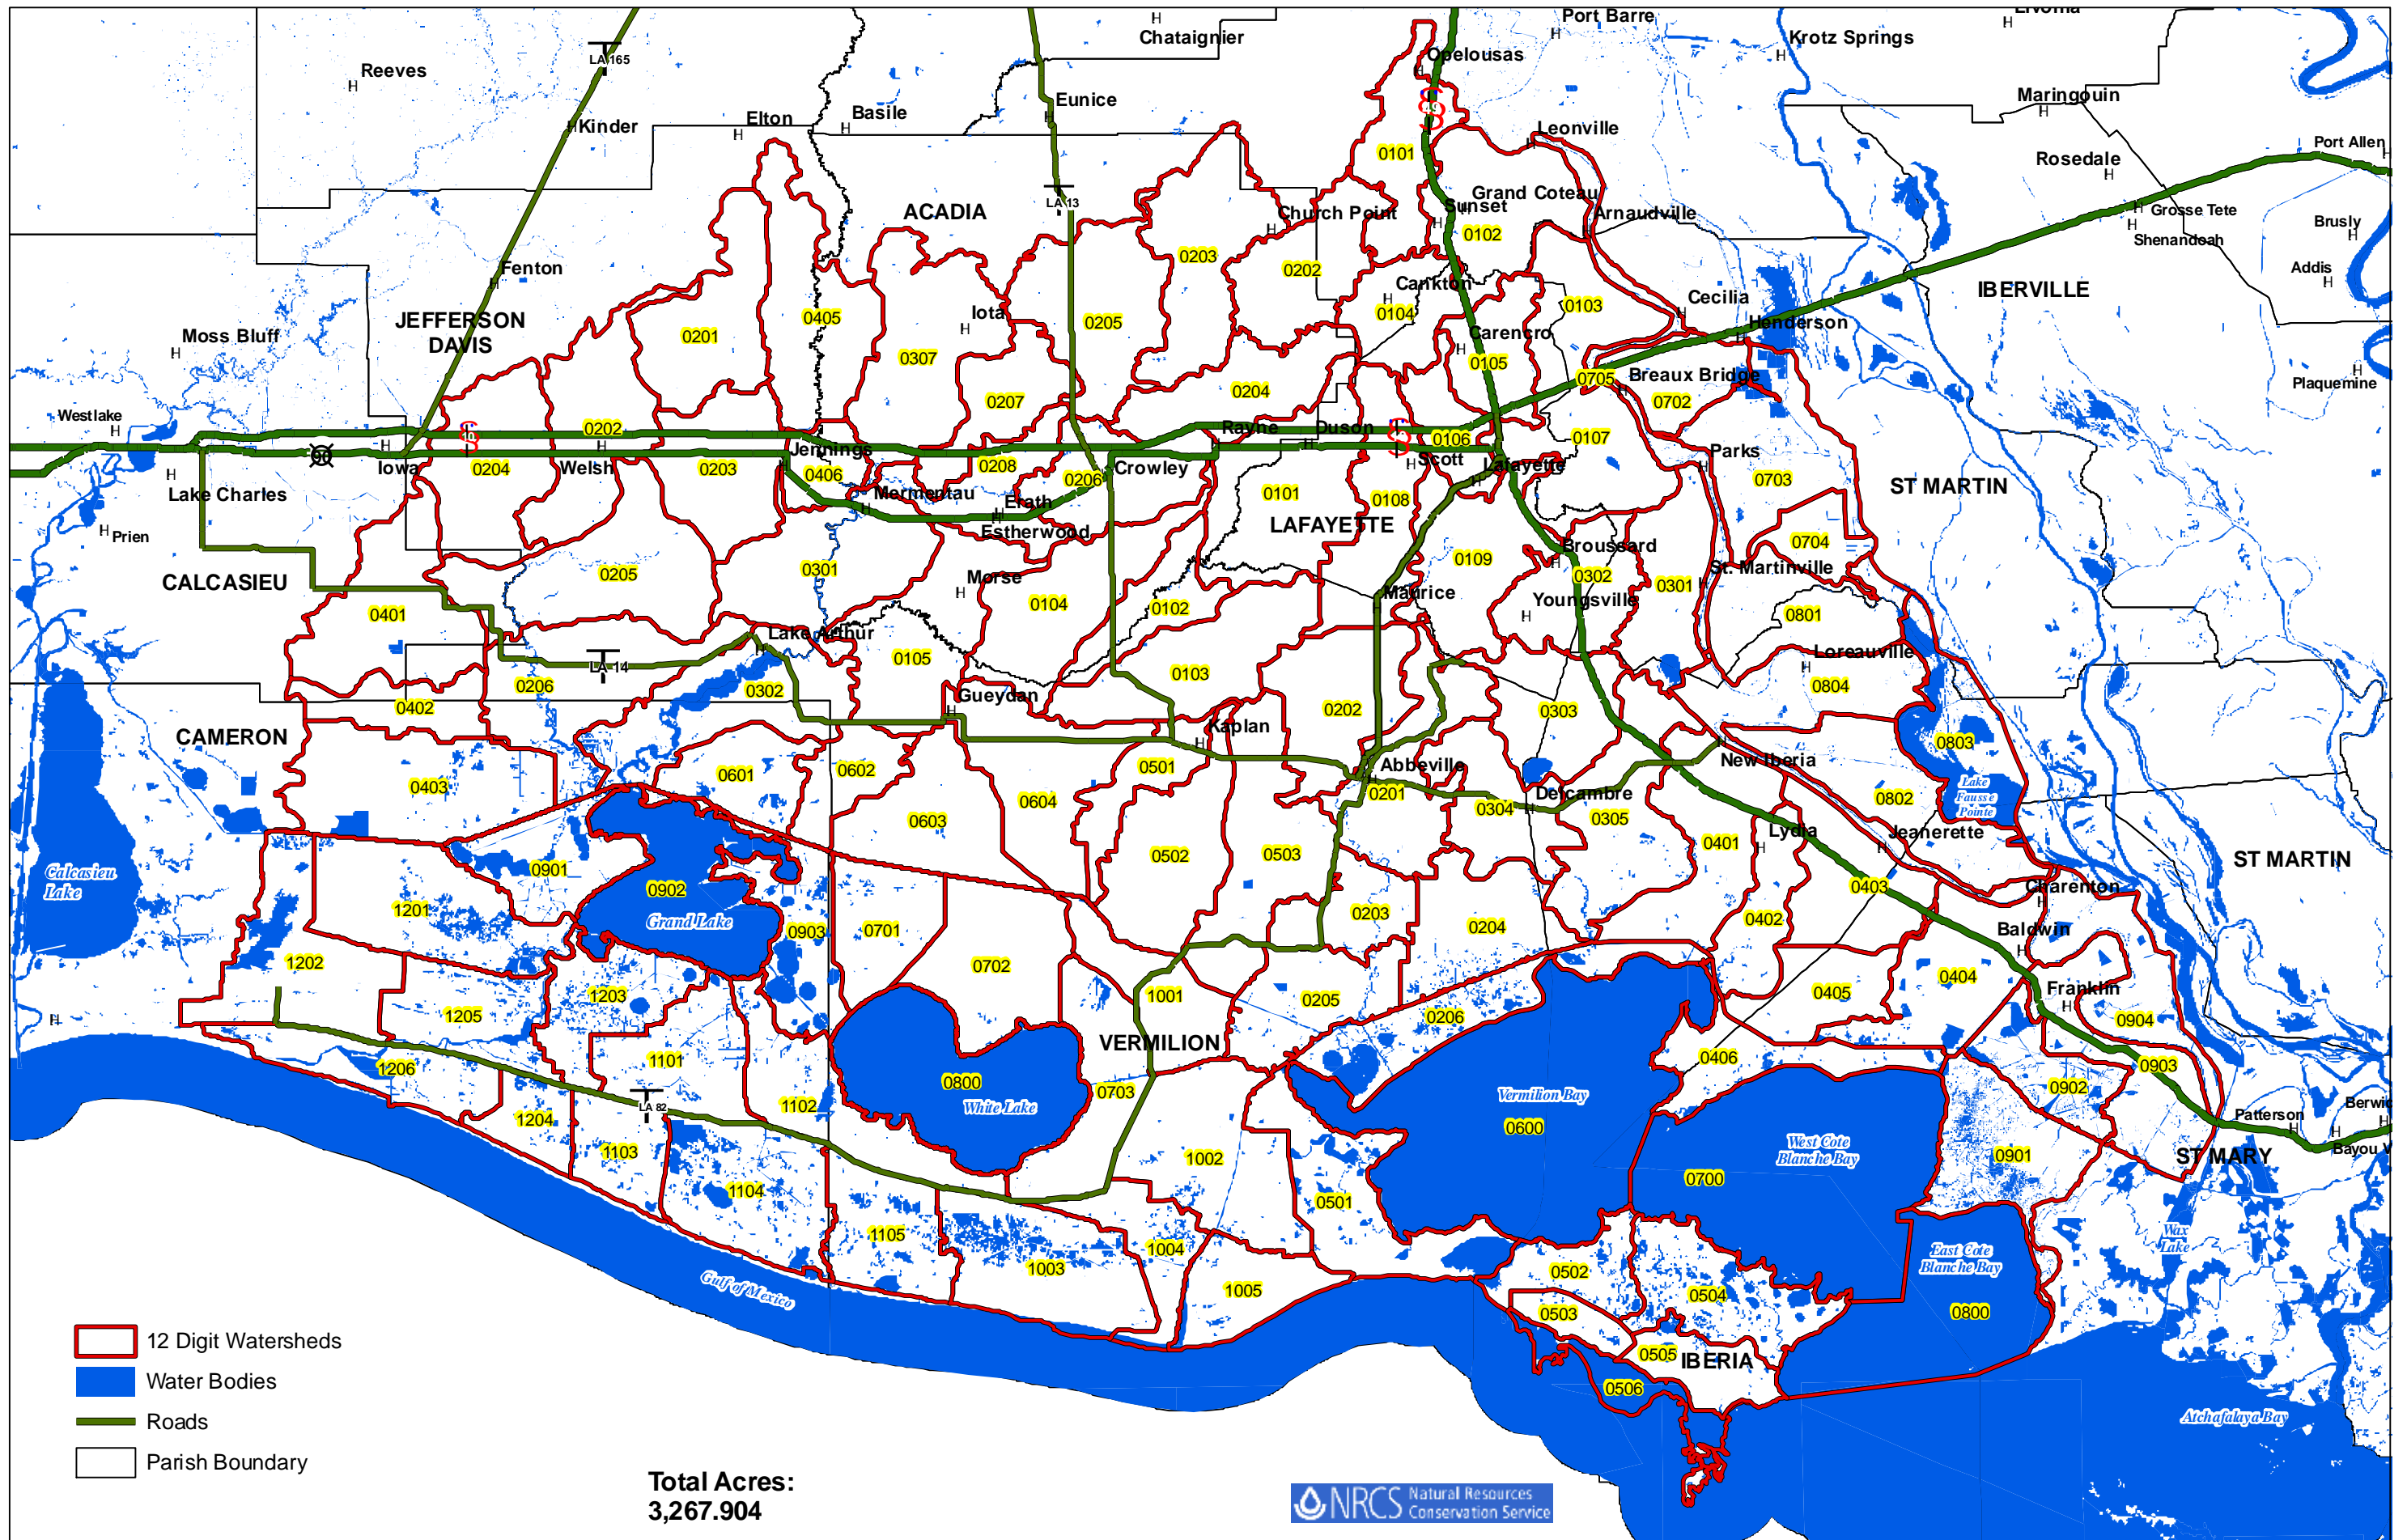 Livonia
Port Barre
Chataignier
Krotz Springs
Opelousas
LA 165
Reeves
Eunice
Maringouin
Basile
Elton
Kinder
49
Leonville
Port Allen
0101
Rosedale
LA 13
Grand Coteau
Sunset
ACADIA
Church Point
Arnaudville
Grosse Tete
Brusly
0102
Shenandoah
0203
0202
Fenton
Addis
Cankton
IBERVILLE
Cecilia
0103
Iota
0104
JEFFERSON
DAVIS
0405
0205
Henderson
Moss Bluff
0201
Carencro
0307
0105
Breaux Bridge
0705
Plaquemine
0204
0207
0702
Westlake
0202
Rayne
Duson
0106
0107
10
Jennings
Parks
90
Iowa
0204
Welsh
0203
0406
0208
0206
Crowley
Scott
Lafayette
0703
Lake Charles
Mermentau
0101
0108
ST MARTIN
Erath
LAFAYETTE
Prien
Estherwood
0704
Broussard
0109
0205
0301
Morse
0302
St. Martinville
0301
CALCASIEU
0104
0102
Maurice
Youngsville
0401
0801
Lake Arthur
Loreauville
0105
LA 14
0103
0206
0302
0804
Gueydan
0402
0202
0303
Kaplan
CAMERON
0803
New Iberia
0602
0501
Abbeville
0601
0403
Lake
Fausse
Pointe
0201
Delcambre
0802
0604
0304
0603
0305
Lydia
Jeanerette
0401
0502
0503
ST MARTIN
Calcasieu
Lake
0901
0902
0403
Charenton
1201
0203
0402
Grand Lake
0903
0701
0204
Baldwin
1202
0702
0404
1203
1001
0205
0405
Franklin
1205
0206
0904
VERMILION
0406
1101
1206
0903
0800
0703
0902
Vermilion Bay
1102
LA 82
White Lake
Berwic
1204
Patterson
0600
West Cote
Blanche Bay
1103
1002
0901
ST MARY
Bayou V
0700
1104
0501
1105
Wax
Lake
1004
East Cote
Blanche Bay
1003
0502
Gulf of Mexico
1005
0504
0503
0800
12 Digit Watersheds
0505
IBERIA
Water Bodies
0506
Roads
Atchafalaya Bay
Parish Boundary
Total Acres:
3,267.904
NRCS Natural Resources
Conservation Service